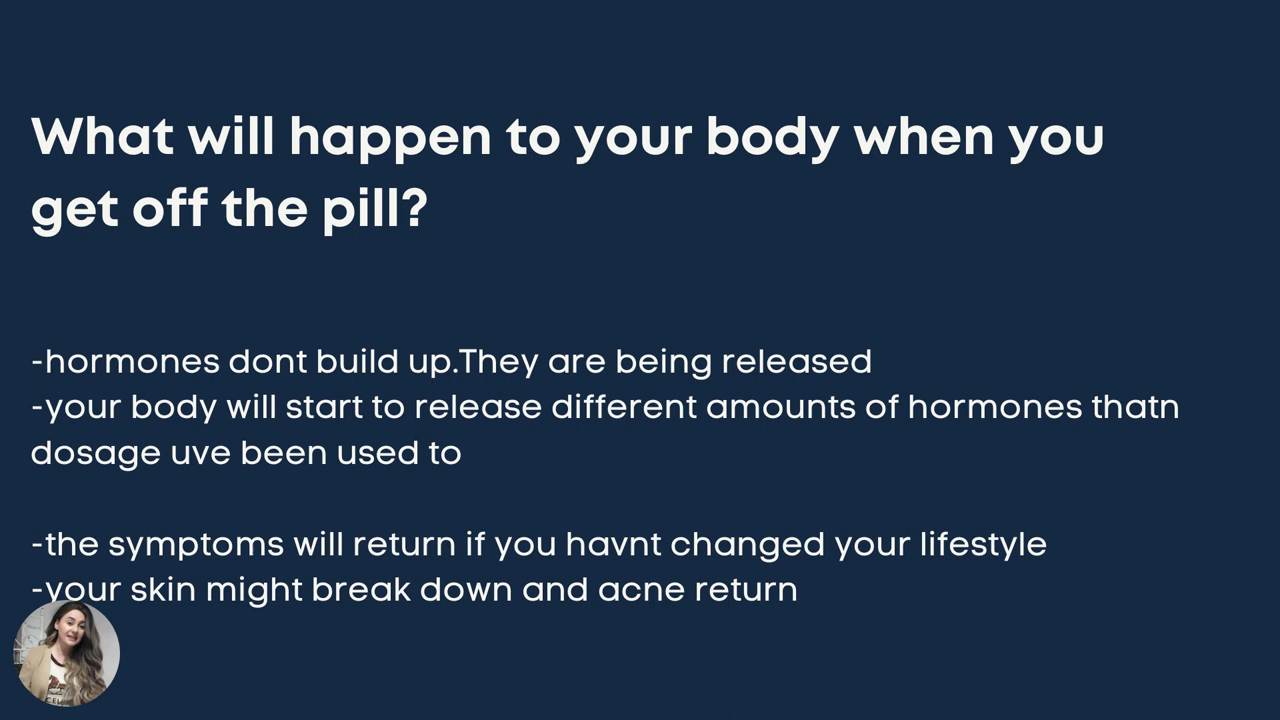 What will happen to your body when you
get off the pill?
-hormones dont build up.They are being released
-your body will start to release different amounts of hormones thatn
dosage uve been used to
-the symptoms will return if you havnt changed your lifestyle
-your skin might break down and acne return